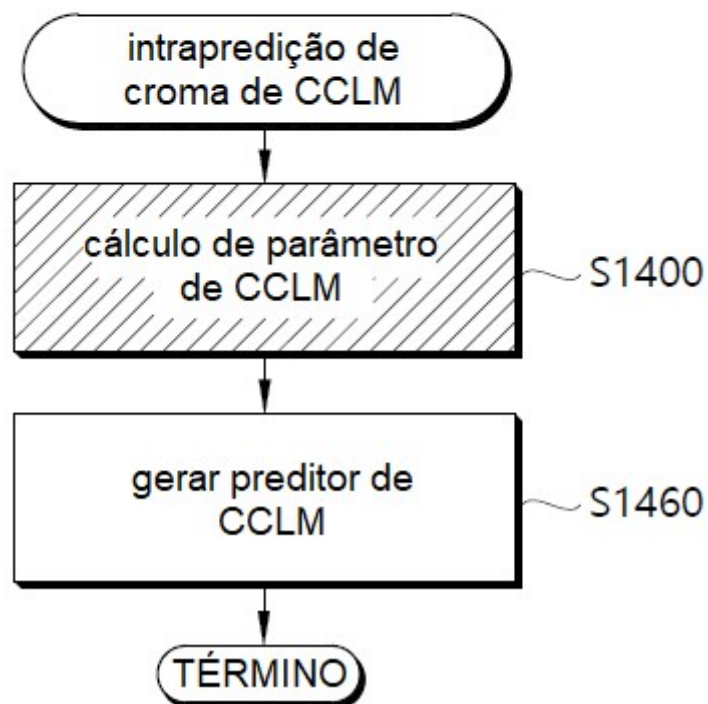 intrapredição de
croma de CCLM
cálculo de parâmetro
de CCLM
S1400
gerar preditor de
CCLM
S1460
TÉRMINO